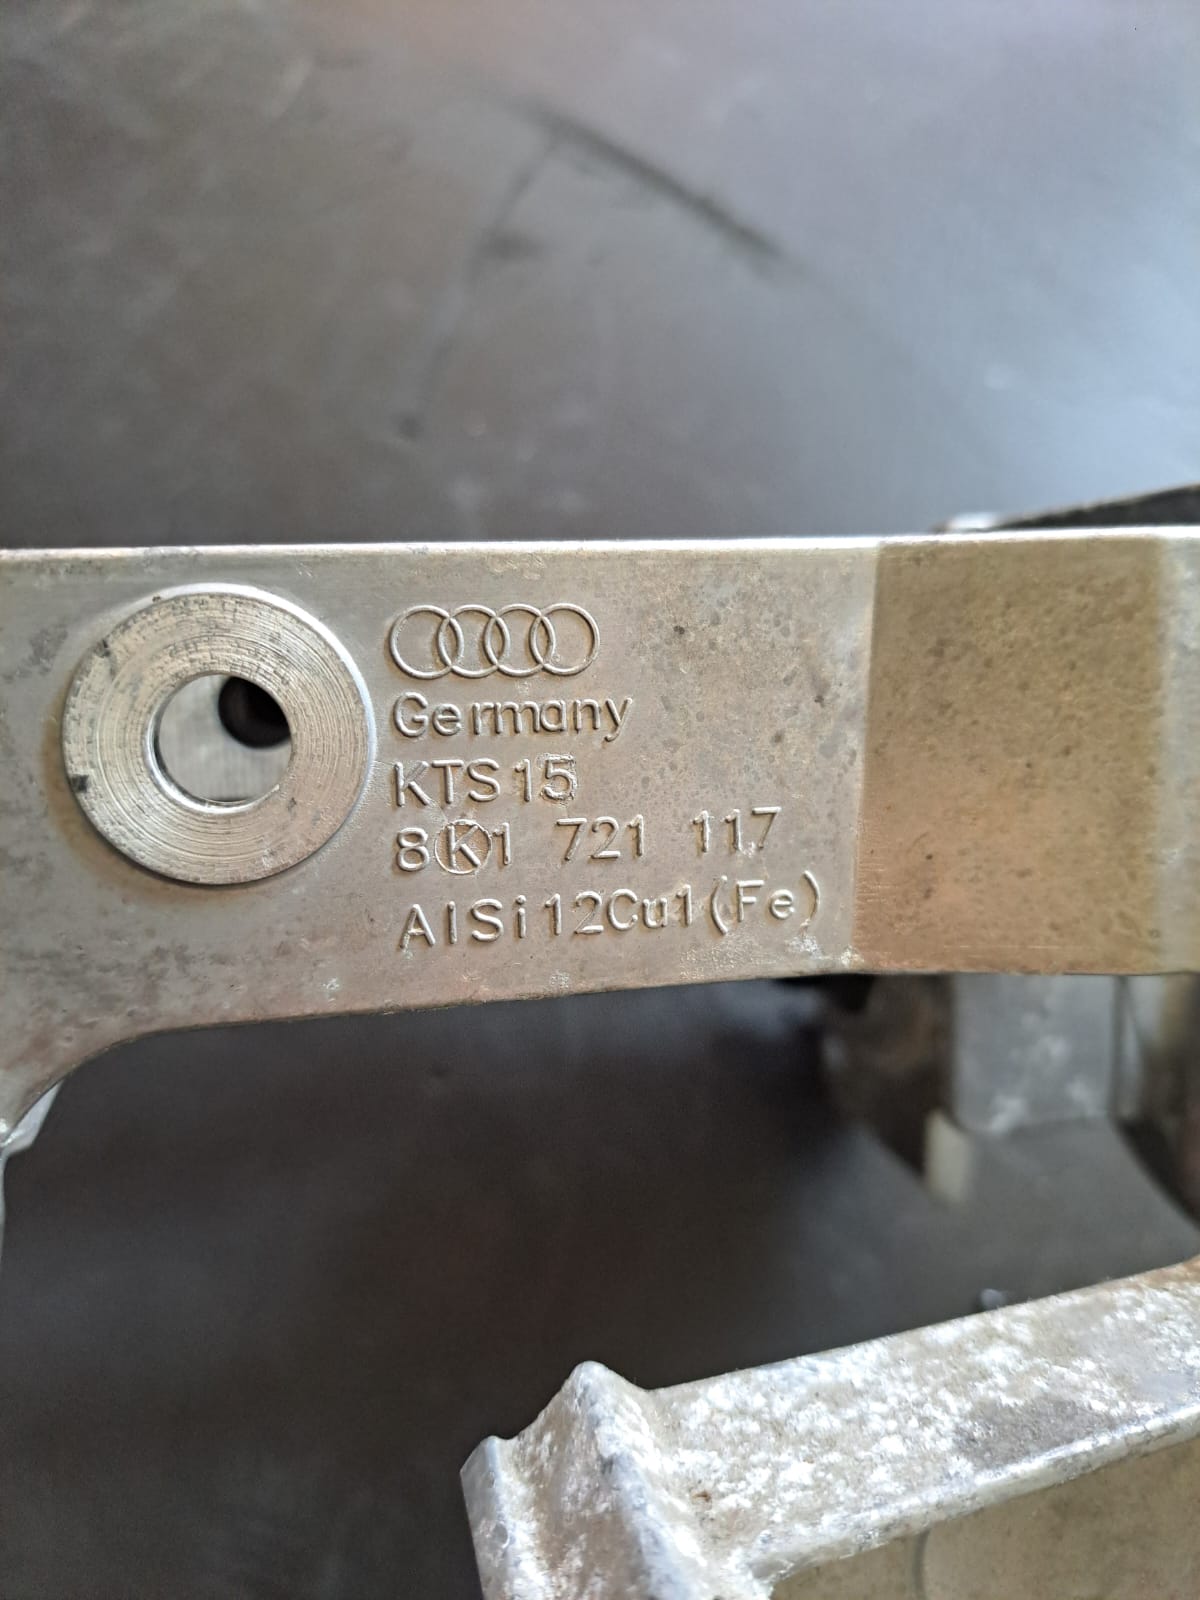 Germany
KTS15
8K1 721 117
AlSi12Cu1(Fe)